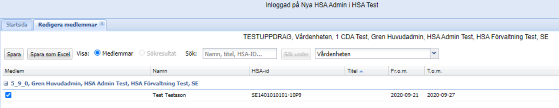 Inloggad på Nya HSA Admin i HSA Test
Startsida
Redigera medlemmar
TESTUPPDRAG, Vårdenheten, 1 CDA Test, Gren Huvudadmin, HSA Admin Test, HSA Förvaltning Test, SE
Spara Spara som Excel Visa: Medlemmar Sökresultat Sök: Namn, titel, HSA-ID... Sök under Vårdenheten
Medlem Namn HSA-id Titel Fr.o.m. T.o.m.
5_9_0, Gren Huvudadmin, HSA Admin Test, HSA Förvaltning Test, SE
Test Testsson SE1401010101-10P9 2020-09-21 2020-09-27